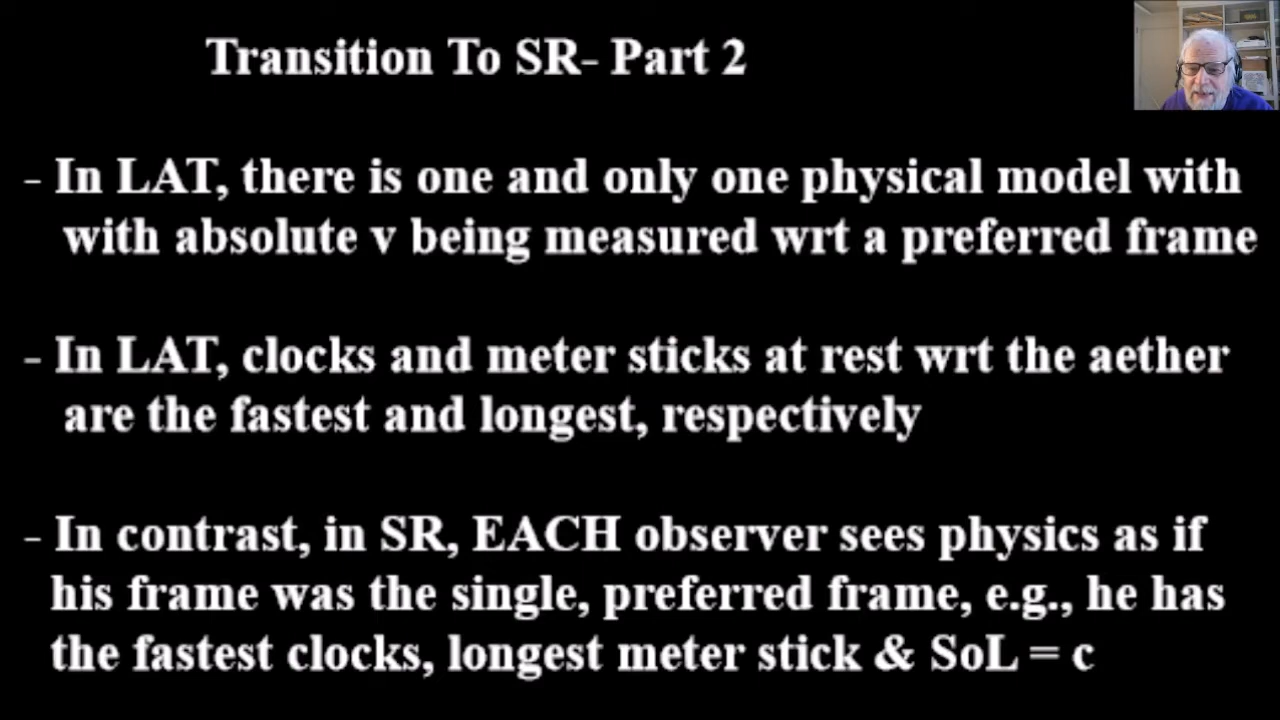 Transition To SR- Part 2
- In LAT, there is one and only one physical model with
with absolute v being measured wrt a preferred frame
- In LAT, clocks and meter sticks at rest wrt the aether
are the fastest and longest, respectively
- In contrast, in SR, EACH observer sees physics as if
his frame was the single, preferred frame, e.g., he has
the fastest clocks, longest meter stick & SoL = c